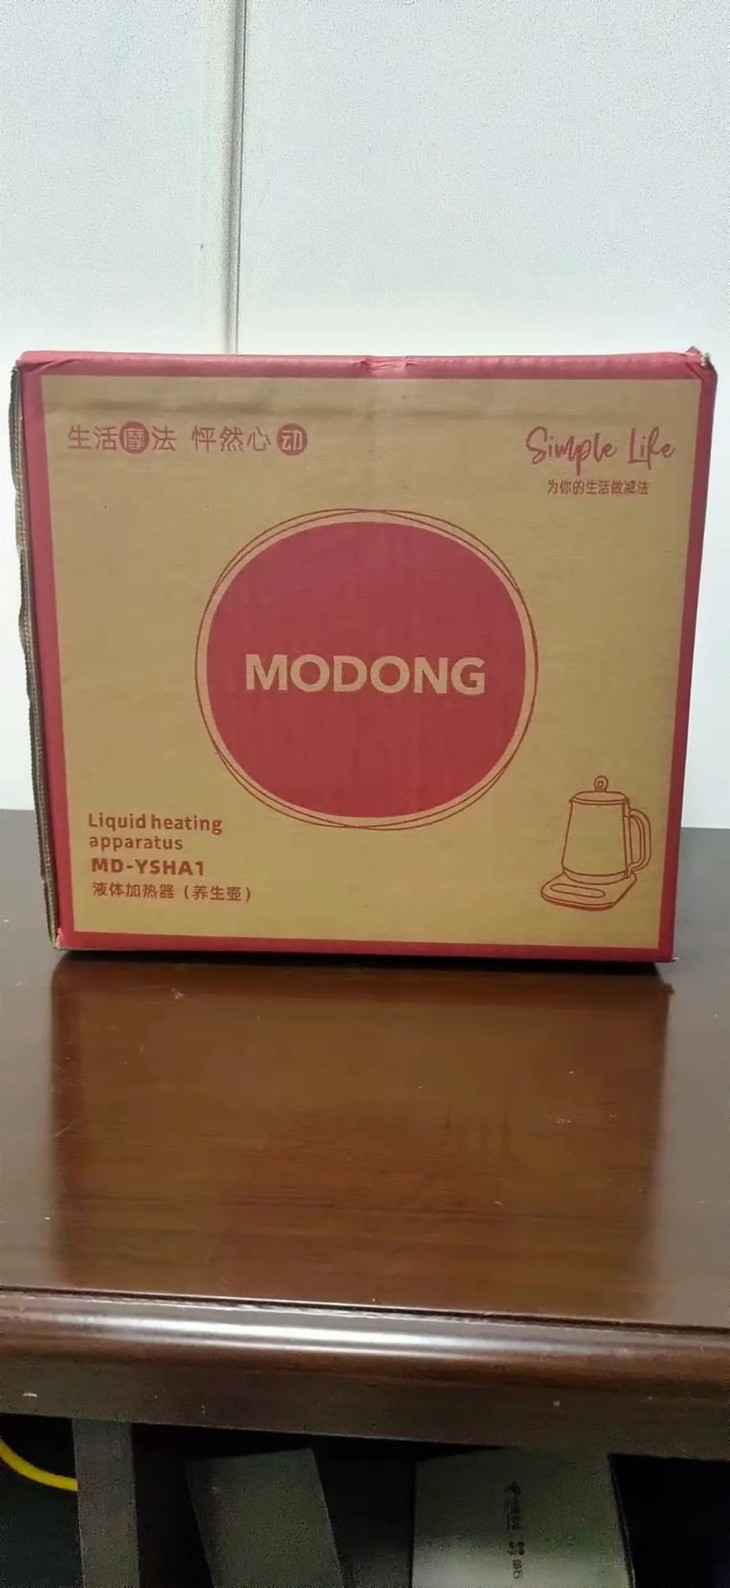 生活摩法 怦然心动
Simple Life
为你的生活做减法
MODONG
Liquid heating
apparatus
MD-YSHA1
液体加热器（养生壶）